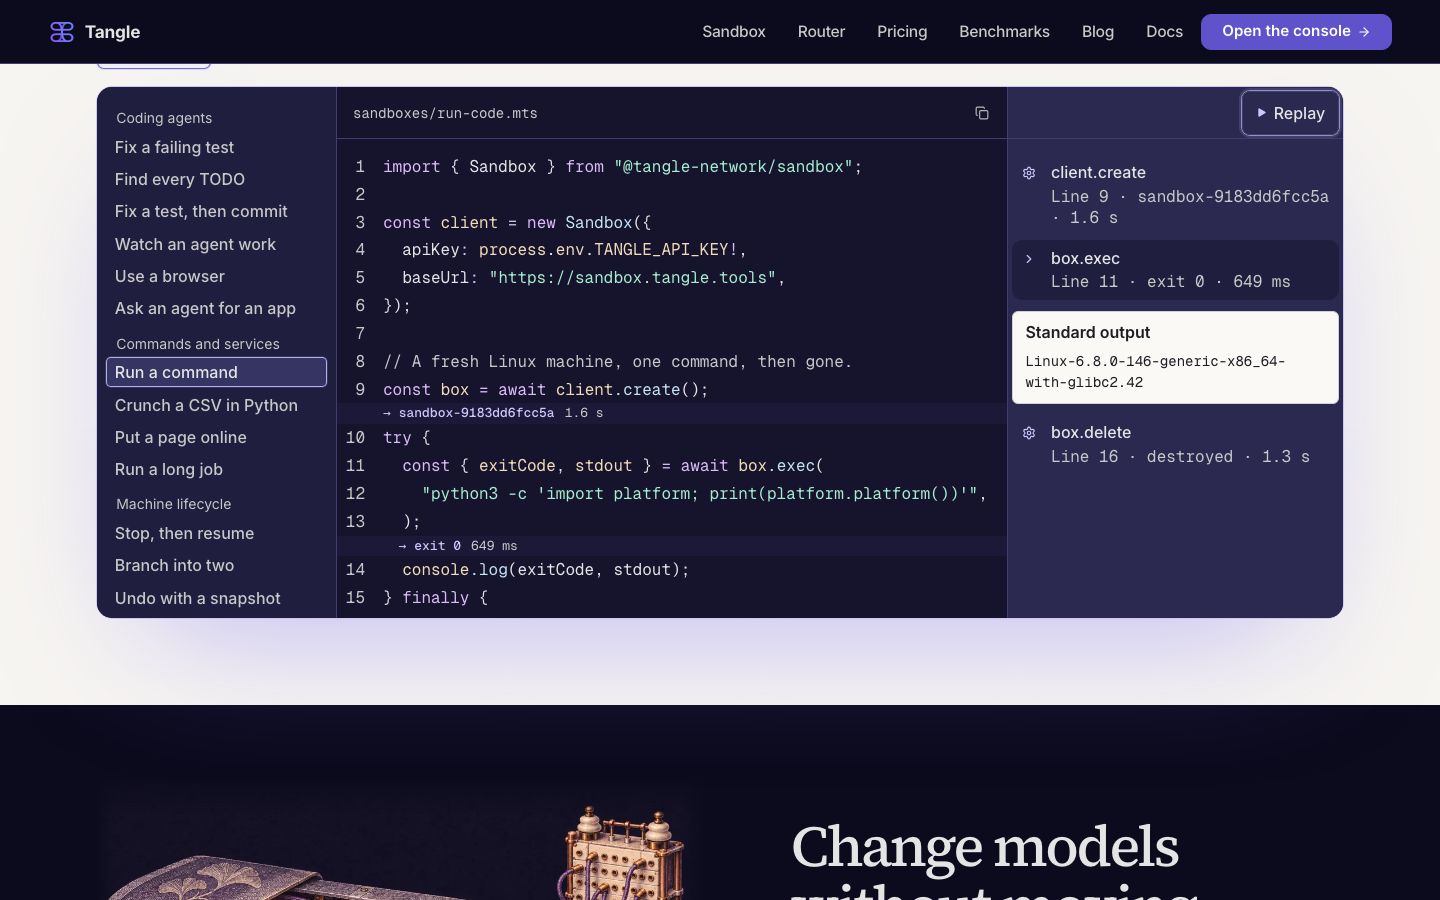 Tangle
Sandbox
Router
Pricing
Benchmarks
Blog
Docs
Open the console →
Coding agents
Fix a failing test
Find every TODO
Fix a test, then commit
Watch an agent work
Use a browser
Ask an agent for an app
Commands and services
Run a command
Crunch a CSV in Python
Put a page online
Run a long job
Machine lifecycle
Stop, then resume
Branch into two
Undo with a snapshot
sandboxes/run-code.mts
1 import { Sandbox } from "@tangle-network/sandbox";
2
3 const client = new Sandbox({
4 apiKey: process.env.TANGLE_API_KEY!,
5 baseUrl: "https://sandbox.tangle.tools",
6 });
7
8 // A fresh Linux machine, one command, then gone.
9 const box = await client.create();
→ sandbox-9183dd6fcc5a 1.6 s
10 try {
11 const { exitCode, stdout } = await box.exec(
12 "python3 -c 'import platform; print(platform.platform())'",
13 );
→ exit 0 649 ms
14 console.log(exitCode, stdout);
15 } finally {
Replay
client.create
Line 9 · sandbox-9183dd6fcc5a
· 1.6 s
box.exec
Line 11 · exit 0 · 649 ms
Standard output
Linux-6.8.0-146-generic-x86_64-
with-glibc2.42
box.delete
Line 16 · destroyed · 1.3 s
Change models
without moving